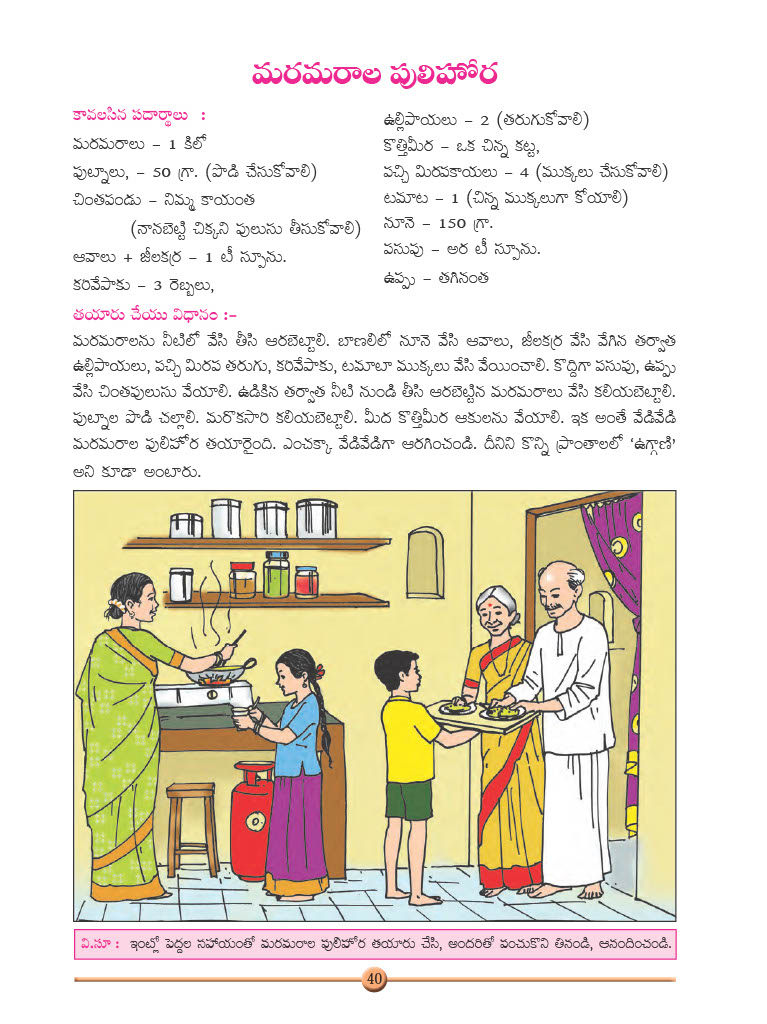 మరమరాల పులిహోర
కావలసిన పదార్థాలు :
మరమరాలు – 1 కిలో
పుట్నాలు, – 50 గ్రా. (పొడి చేసుకోవాలి)
చింతపండు – నిమ్మ కాయంత
(నానబెట్టి చిక్కని పులుసు తీసుకోవాలి)
ఆవాలు + జీలకర్ర – 1 టీ స్పూను.
కరివేపాకు – 3 రెబ్బలు,
ఉల్లిపాయలు – 2 (తరుగుకోవాలి)
కొత్తిమీర – ఒక చిన్న కట్ట,
పచ్చి మిరపకాయలు – 4 (ముక్కలు చేసుకోవాలి)
టమాట – 1 (చిన్న ముక్కలుగా కోయాలి)
నూనె – 150 గ్రా.
పసుపు – అర టీ స్పూను.
ఉప్పు – తగినంత
తయారు చేయు విధానం :–
మరమరాలను నీటిలో వేసి తీసి ఆరబెట్టాలి. బాణలిలో నూనె వేసి ఆవాలు, జీలకర్ర వేసి వేగిన తర్వాత
ఉల్లిపాయలు, పచ్చి మిరప తరుగు, కరివేపాకు, టమాటా ముక్కలు వేసి వేయించాలి. కొద్దిగా పసుపు, ఉప్పు
వేసి చింతపులుసు వేయాలి. ఉడికిన తర్వాత నీటి నుండి తీసి ఆరబెట్టిన మరమరాలు వేసి కలియబెట్టాలి.
పుట్నాల పొడి చల్లాలి. మరొకసారి కలియబెట్టాలి. మీద కొత్తిమీర ఆకులను వేయాలి. ఇక అంతే వేడివేడి
మరమరాల పులిహోర తయారైంది. ఎంచక్కా వేడివేడిగా ఆరగించండి. దీనిని కొన్ని ప్రాంతాలలో ‘ఉగ్గాణి’
అని కూడా అంటారు.
వి.సూ : ఇంట్లో పెద్దల సహాయంతో మరమరాల పులిహోర తయారు చేసి, అందరితో పంచుకొని తినండి, ఆనందించండి.
40